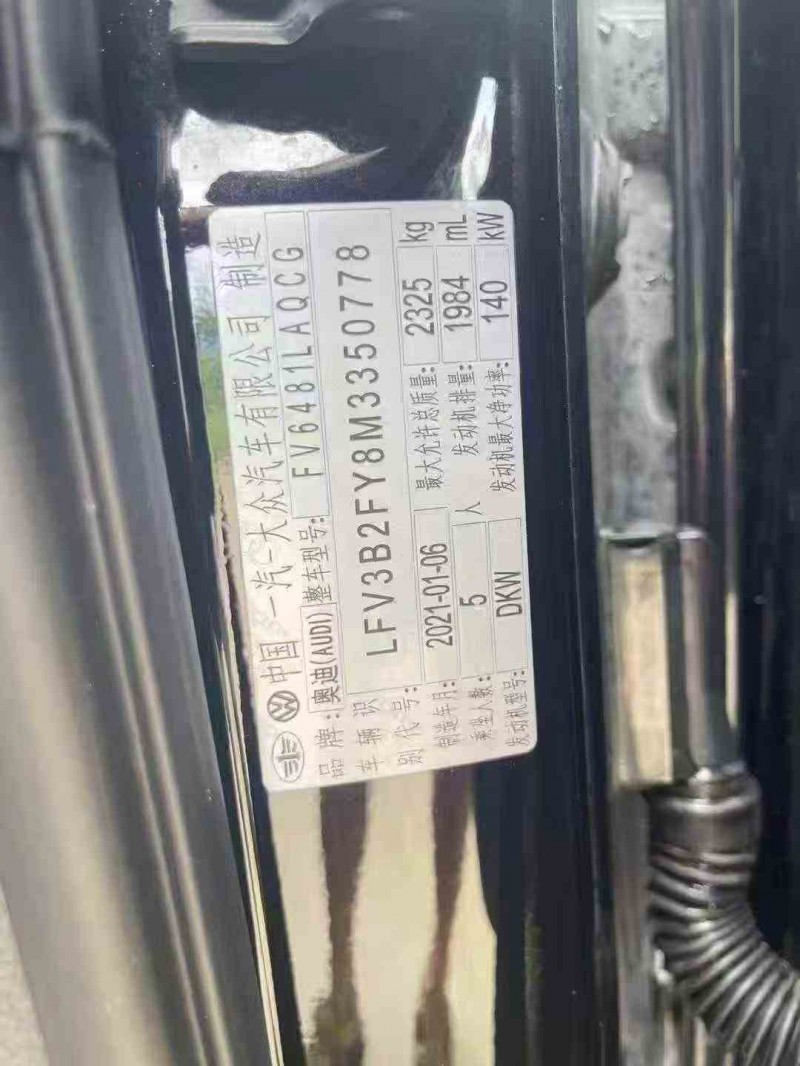 中国一汽-大众汽车有限公司 制造
品牌: 奥迪(AUDI) 整车型号: FV6481LAQCG
车辆识别代号: LFV3B2FY8M3350778
制造年月: 2021-01-06 最大允许总质量: 2325 kg
乘坐人数: 5 人 发动机排量: 1984 mL
发动机型号: DKW 发动机最大净功率: 140 kW